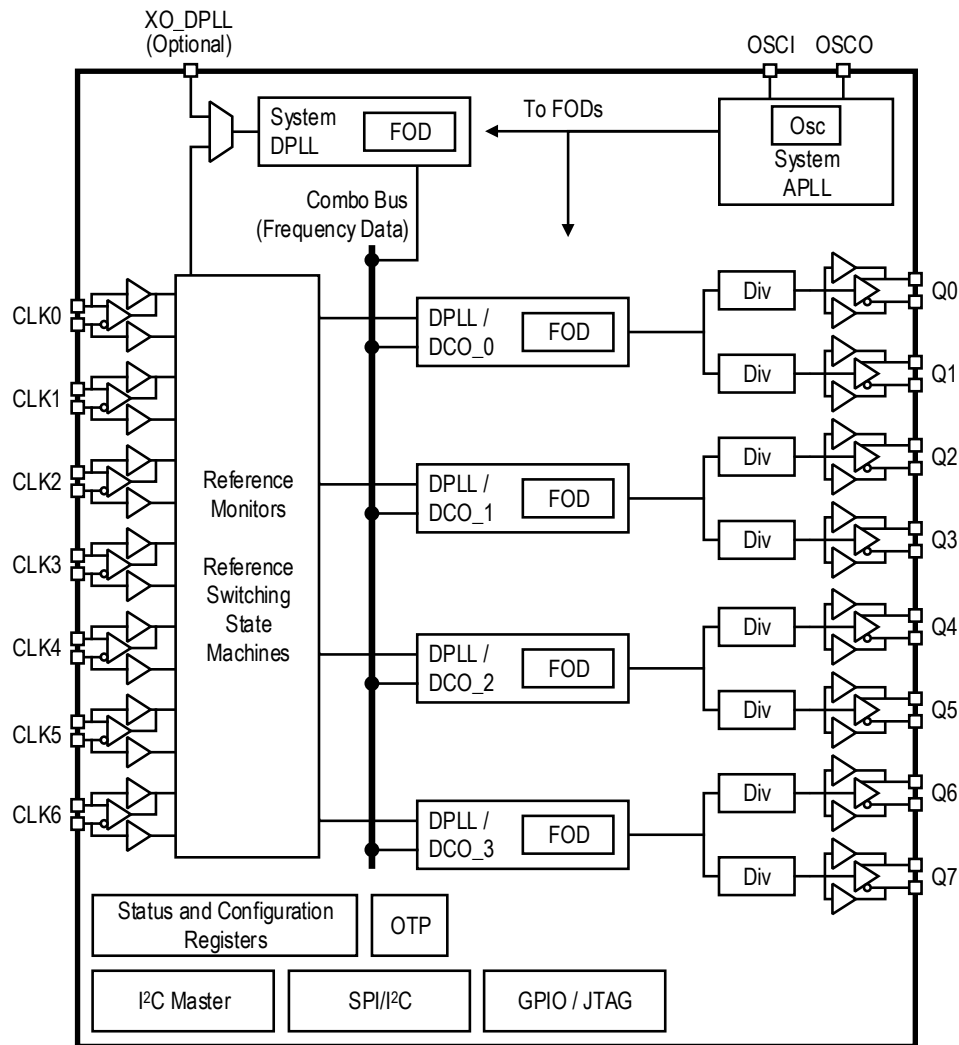 XO_DPLL
(Optional)
OSCI
OSCO
System
DPLL
FOD
To FODs
Osc
System
APLL
Combo Bus
(Frequency Data)
CLK0
CLK1
CLK2
CLK3
CLK4
CLK5
CLK6
Reference
Monitors
Reference
Switching
State
Machines
DPLL /
DCO_0
FOD
DPLL /
DCO_1
FOD
DPLL /
DCO_2
FOD
DPLL /
DCO_3
FOD
Div
Div
Div
Div
Div
Div
Div
Div
Q0
Q1
Q2
Q3
Q4
Q5
Q6
Q7
Status and Configuration
Registers
OTP
I²C Master
SPI/I²C
GPIO / JTAG